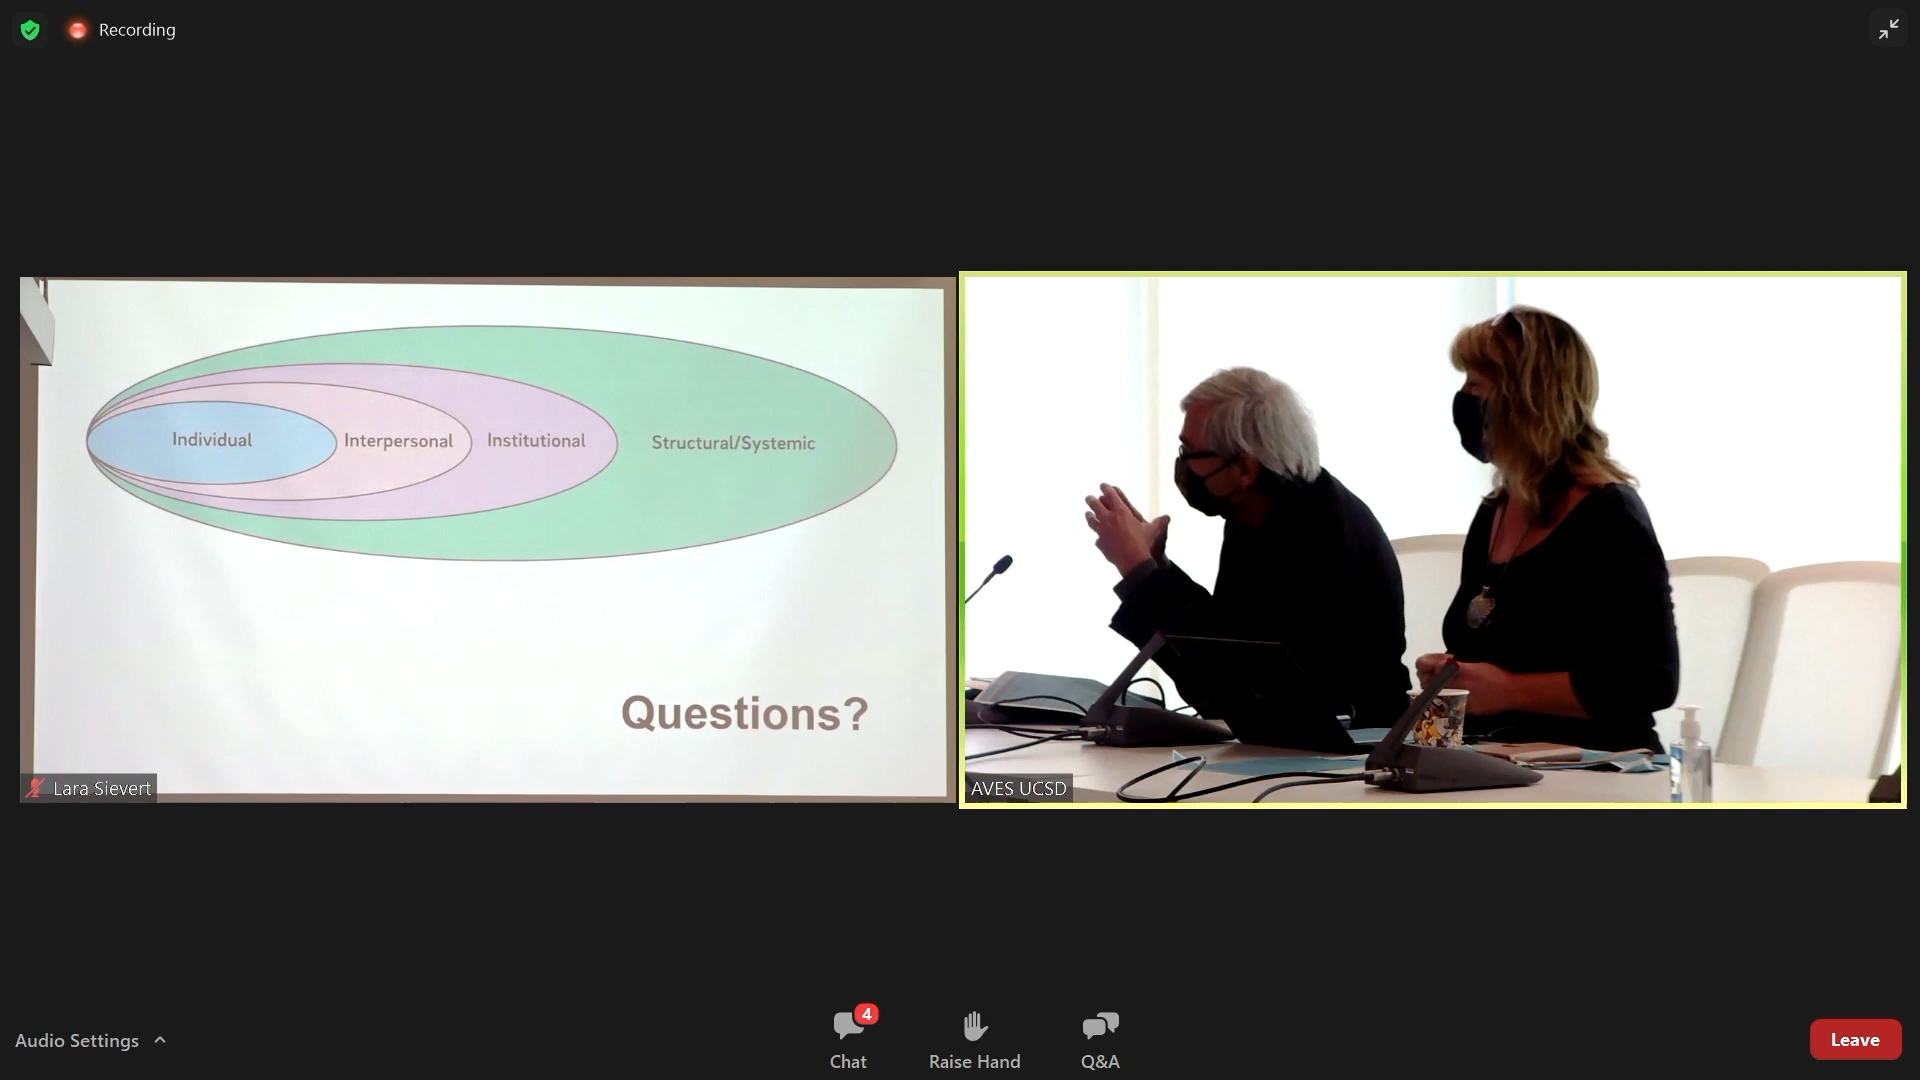 Recording
Individual
Interpersonal
Institutional
Structural/Systemic
Questions?
Lara Sievert
AVES UCSD
Audio Settings
4
Chat
Raise Hand
Q&A
Leave